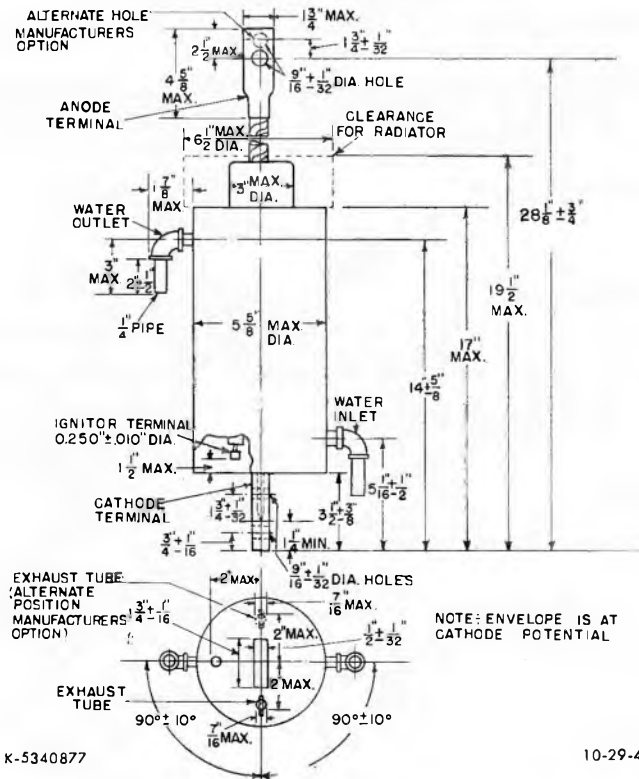 ALTERNATE HOLE
MANUFACTURERS
OPTION
1 3/4" MAX.
1 3/4" ± 1/32"
2 1/2" MAX
4 5/8" MAX.
9/16" ± 1/32" DIA. HOLE
ANODE
TERMINAL
CLEARANCE
FOR RADIATOR
6 1/2" MAX. DIA.
1 7/8" MAX.
3" MAX. DIA.
28 1/8" ± 3/4"
WATER
OUTLET
3" MAX.
2" ± 1/2"
19 1/2" MAX.
1/4" PIPE
5 5/8" MAX DIA.
17" MAX.
14" ± 5/8"
IGNITOR TERMINAL
0.250" ± .010" DIA.
WATER
INLET
1 1/2" MAX.
5 1/16" ± 1/2"
CATHODE
TERMINAL
1 3/4" ± 1/32"
3 1/2" ± 3/8"
3/4" ± 1/16"
1 1/4" MIN.
9/16" ± 1/32" DIA. HOLES
EXHAUST TUBE
(ALTERNATE
POSITION
MANUFACTURERS
OPTION)
2" MAX.
7/16" MAX.
1 3/4" ± 1/16"
2" MAX.
1/2" ± 1/32"
NOTE: ENVELOPE IS AT
CATHODE POTENTIAL
2" MAX.
EXHAUST
TUBE
90° ± 10°
90° ± 10°
7/16" MAX.
K-5340877
10-29-4